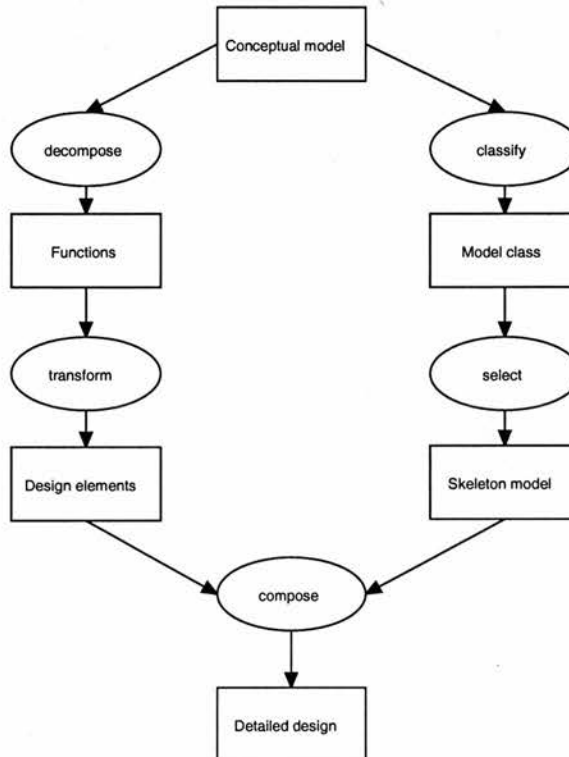 Conceptual model
decompose
classify
Functions
Model class
transform
select
Design elements
Skeleton model
compose
Detailed design